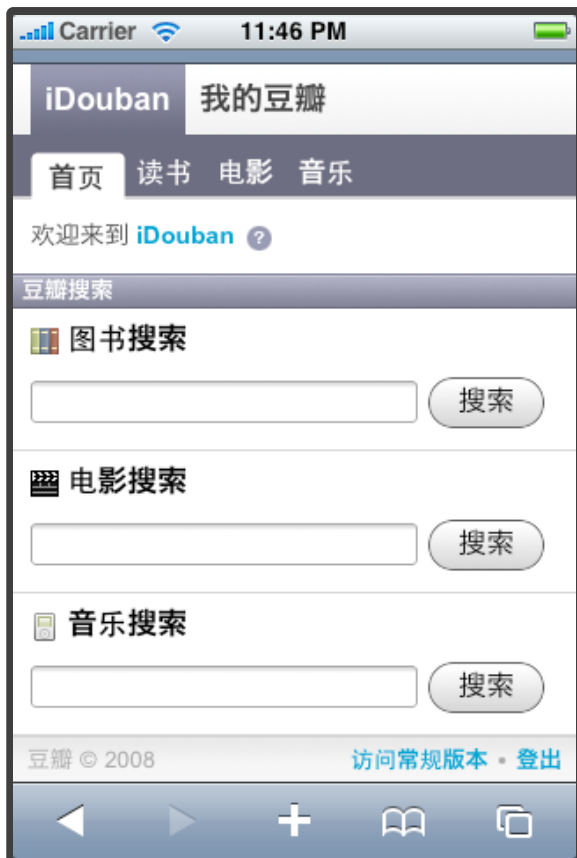 Carrier 11:46 PM
iDouban 我的豆瓣
首页 读书 电影 音乐
欢迎来到 iDouban ?
豆瓣搜索
图书搜索
搜索
电影搜索
搜索
音乐搜索
搜索
豆瓣 © 2008 访问常规版本 • 登出